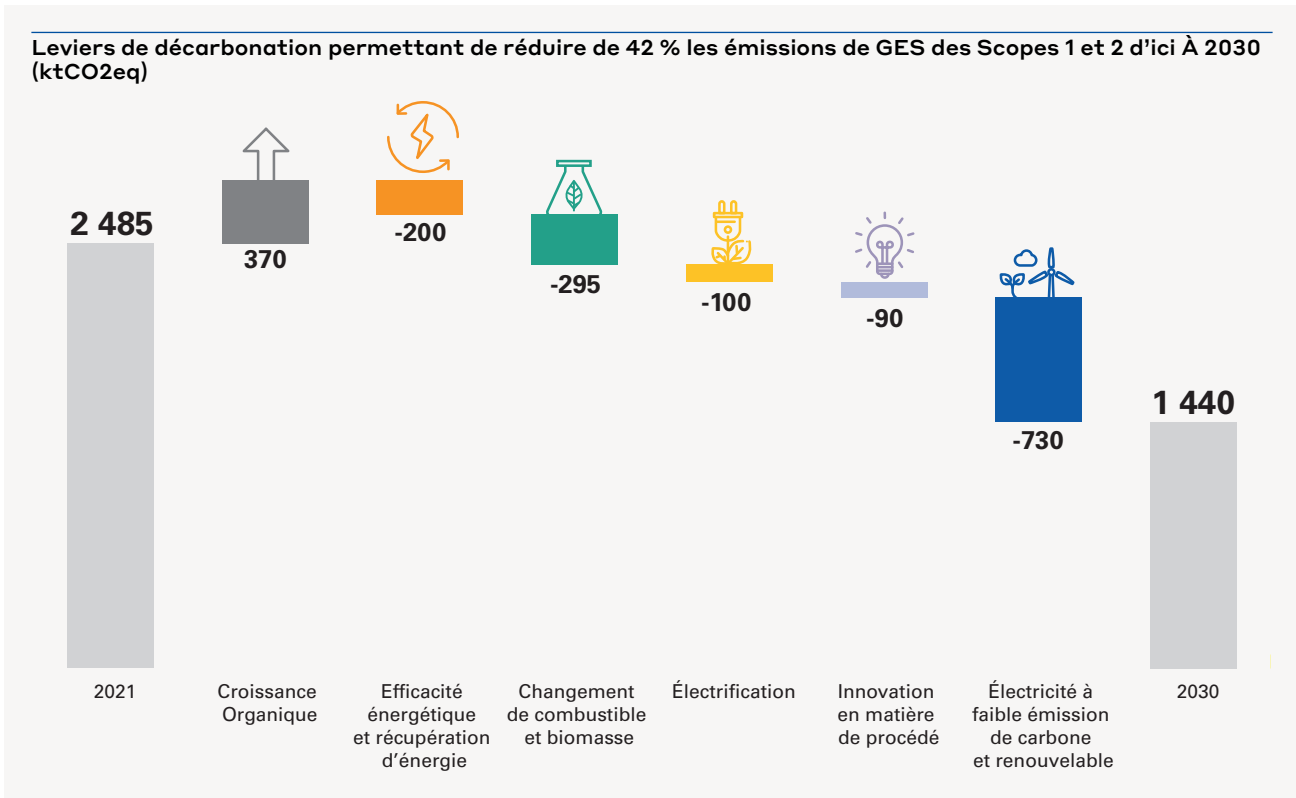 Leviers de décarbonation permettant de réduire de 42 % les émissions de GES des Scopes 1 et 2 d'ici À 2030
(ktCO2eq)
2 485
370
-200
-295
-100
-90
-730
1 440
2021
Croissance
Organique
Efficacité
énergétique
et récupération
d'énergie
Changement
de combustible
et biomasse
Électrification
Innovation
en matière
de procédé
Électricité à
faible émission
de carbone
et renouvelable
2030